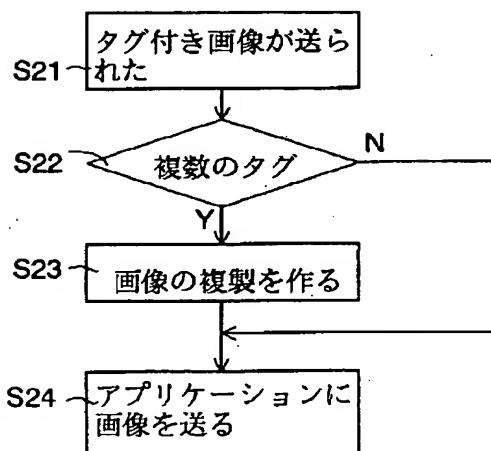 タグ付き画像が送ら
れた
S21
S22
複数のタグ
N
Y
S23
画像の複製を作る
S24
アプリケーションに
画像を送る